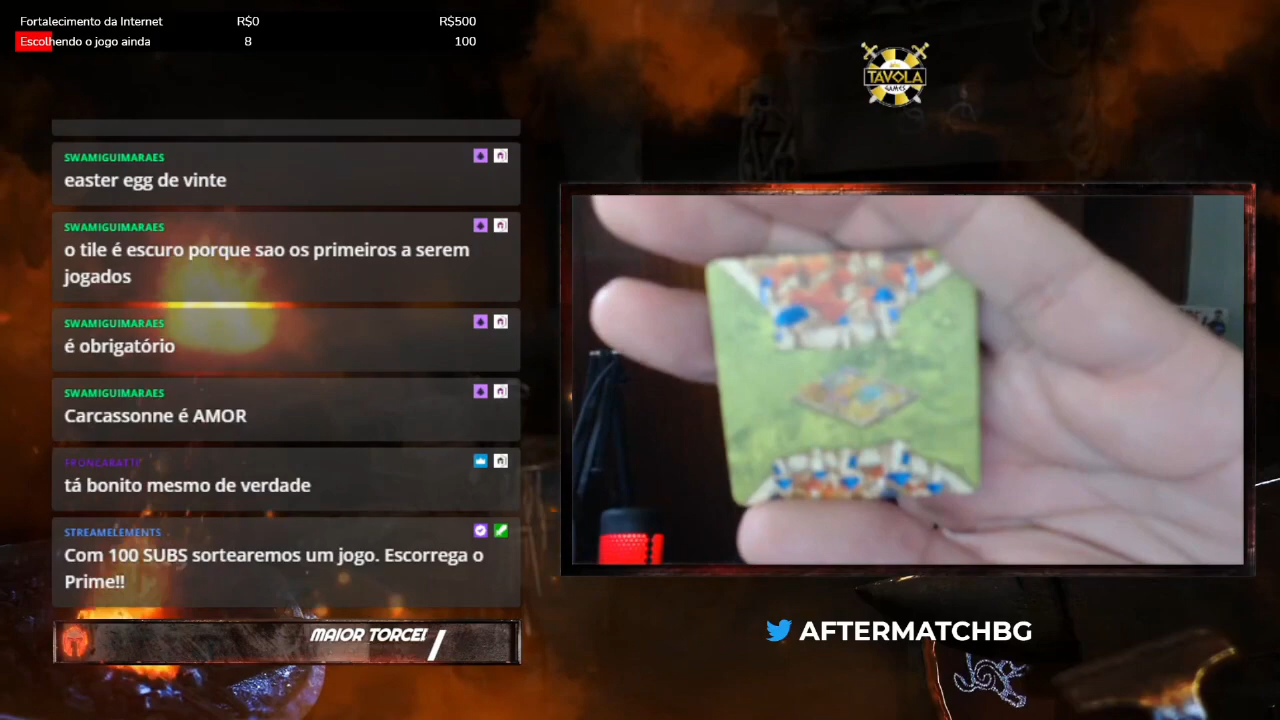 Fortalecimento da Internet R$0 R$500
Escolhendo o jogo ainda 8 100
TAVOLA
GAMES
SWAMIGUIMARAES
easter egg de vinte
SWAMIGUIMARAES
o tile é escuro porque sao os primeiros a serem
jogados
SWAMIGUIMARAES
é obrigatório
SWAMIGUIMARAES
Carcassonne é AMOR
tá bonito mesmo de verdade
STREAMELEMENTS
Com 100 SUBS sortearemos um jogo. Escorrega o
Prime!!
MAIOR TORCE
AFTERMATCHBG